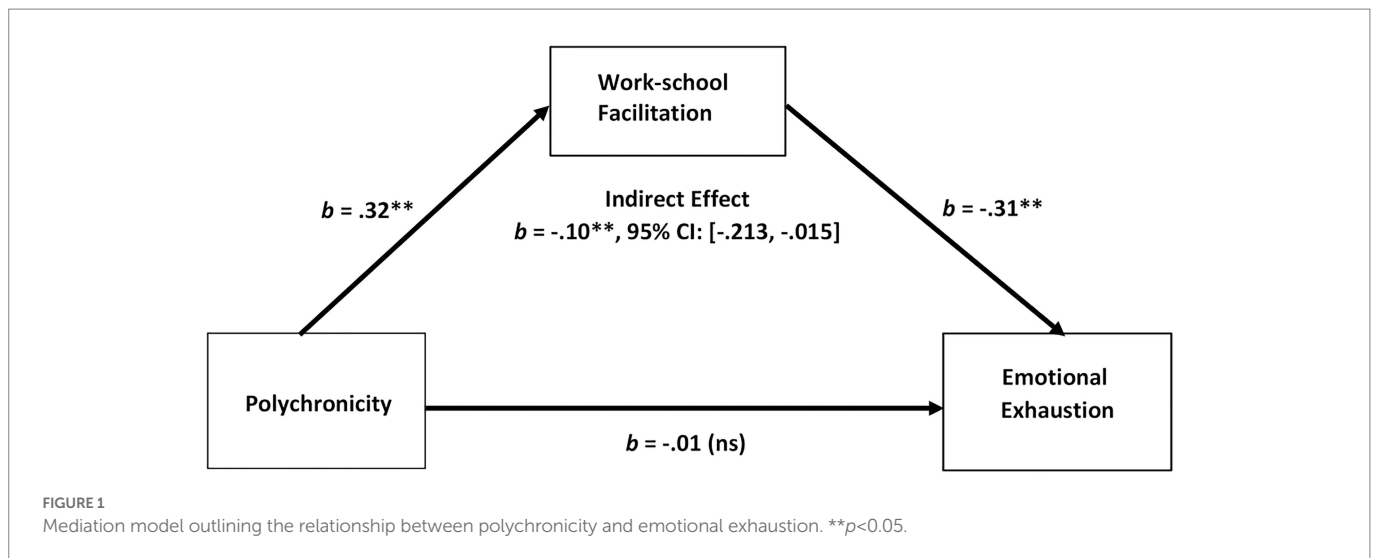 Work-school
Facilitation
b = .32**
Indirect Effect
b = -.10**, 95% CI: [-.213, -.015]
b = -.31**
Polychronicity
Emotional
Exhaustion
b = -.01 (ns)
FIGURE 1
Mediation model outlining the relationship between polychronicity and emotional exhaustion. **p<0.05.